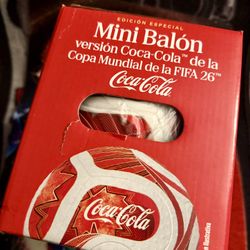 EDICIÓN ESPECIAL
Mini Balón
versión Coca-Cola™ de la
Copa Mundial de la FIFA 26™
Coca-Cola
Coca-Cola